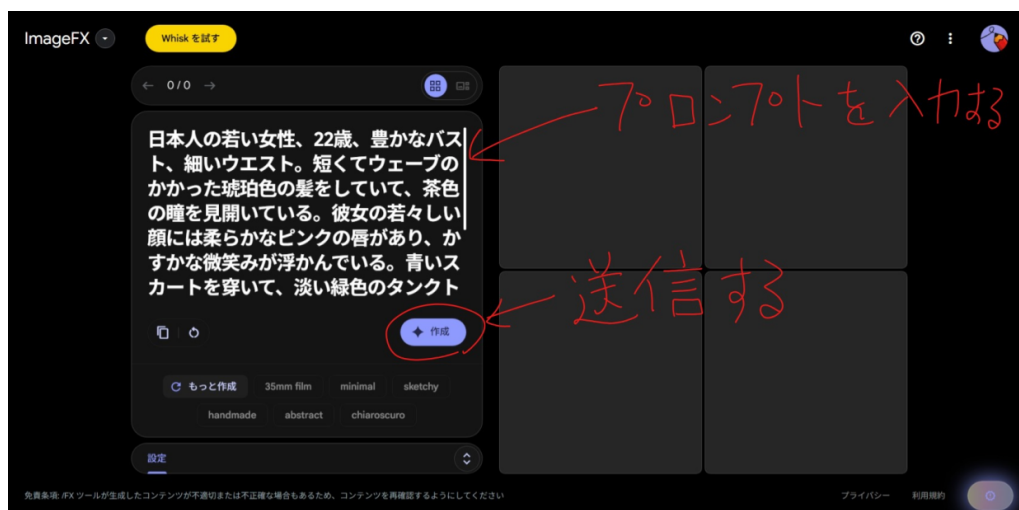 ImageFX
Whisk を試す
0/0
日本人の若い女性、22歳、豊かなバス
ト、細いウエスト。短くてウェーブの
かかった琥珀色の髪をしていて、茶色
の瞳を見開いている。彼女の若々しい
顔には柔らかなピンクの唇があり、か
すかな微笑みが浮かんでいる。青いス
カートを穿いて、淡い緑色のタンクト
プロンプトを入力する
作成
送信する
もっと作成 35mm film minimal sketchy
handmade abstract chiaroscuro
設定
免責条項: /FX ツールが生成したコンテンツが不適切または不正確な場合もあるため、コンテンツを再確認するようにしてください
プライバシー 利用規約